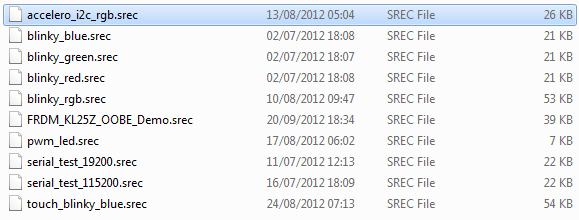 accelero_i2c_rgb.srec 13/08/2012 05:04 SREC File 26 KB
blinky_blue.srec 02/07/2012 18:08 SREC File 21 KB
blinky_green.srec 02/07/2012 18:07 SREC File 21 KB
blinky_red.srec 02/07/2012 18:08 SREC File 21 KB
blinky_rgb.srec 10/08/2012 09:47 SREC File 53 KB
FRDM_KL25Z_OOBE_Demo.srec 20/09/2012 18:34 SREC File 39 KB
pwm_led.srec 17/08/2012 06:02 SREC File 7 KB
serial_test_19200.srec 11/07/2012 12:13 SREC File 22 KB
serial_test_115200.srec 16/07/2012 18:09 SREC File 22 KB
touch_blinky_blue.srec 24/08/2012 07:13 SREC File 54 KB